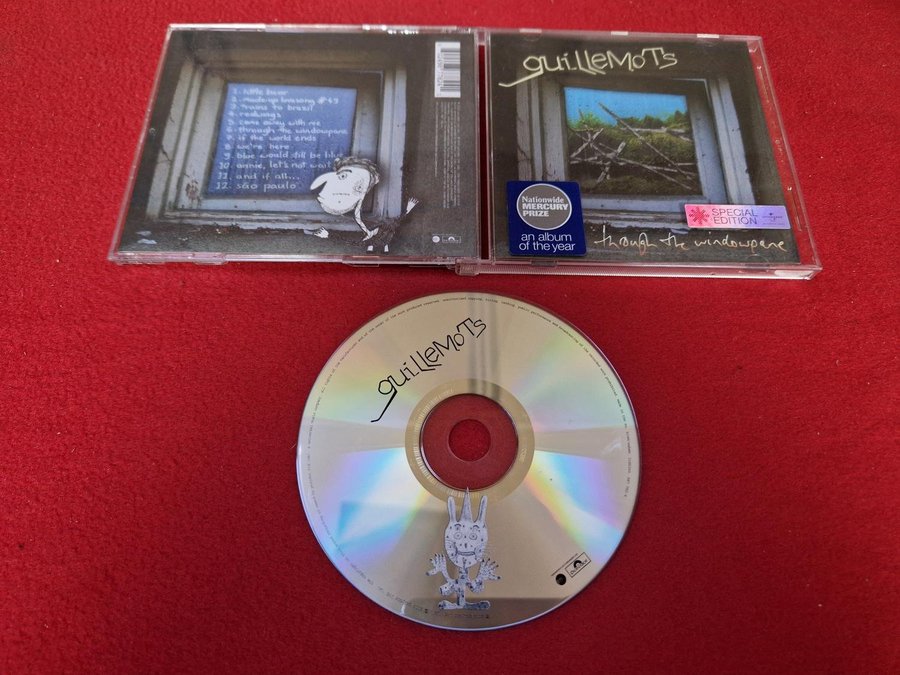 1. little bear
2. made-up lovesong #43
3. trains to brazil
4. redwings
5. come away with me
6. through the windowpane
7. if the world ends
8. we're here
9. blue would still be blue
10. annie, let's not wait
11. and if all...
12. são paulo
guiLLeMoTs
Nationwide
MERCURY
PRIZE
an album
of the year
SPECIAL
EDITION
through the windowpane
guiLLeMoTs